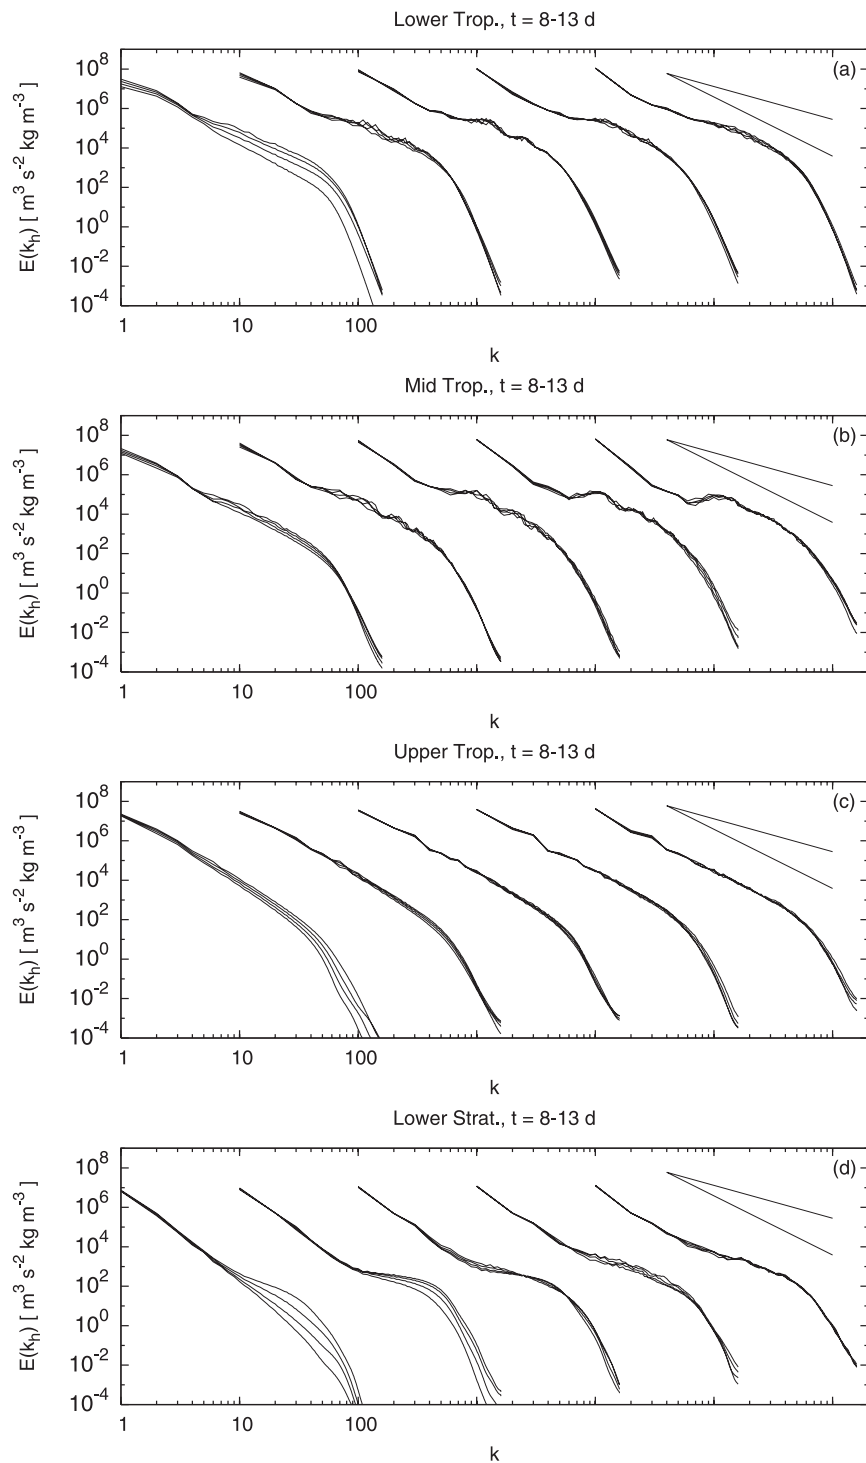 Lower Trop., t = 8-13 d
(a)
E(k_h) [ m^3 s^-2 kg m^-3 ]
10^8
10^6
10^4
10^2
10^0
10^-2
10^-4
1 10 100
k
Mid Trop., t = 8-13 d
(b)
E(k_h) [ m^3 s^-2 kg m^-3 ]
10^8
10^6
10^4
10^2
10^0
10^-2
10^-4
1 10 100
k
Upper Trop., t = 8-13 d
(c)
E(k_h) [ m^3 s^-2 kg m^-3 ]
10^8
10^6
10^4
10^2
10^0
10^-2
10^-4
1 10 100
k
Lower Strat., t = 8-13 d
(d)
E(k_h) [ m^3 s^-2 kg m^-3 ]
10^8
10^6
10^4
10^2
10^0
10^-2
10^-4
1 10 100
k